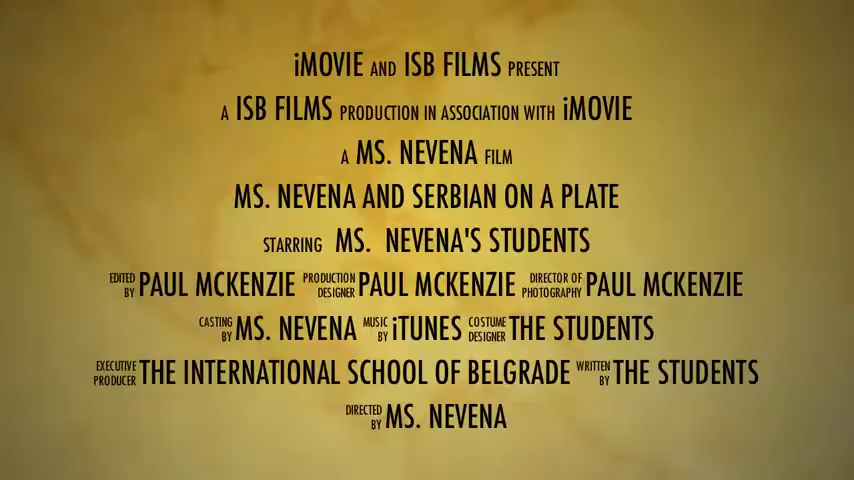 iMOVIE AND ISB FILMS PRESENT
A ISB FILMS PRODUCTION IN ASSOCIATION WITH iMOVIE
A MS. NEVENA FILM
MS. NEVENA AND SERBIAN ON A PLATE
STARRING MS. NEVENA'S STUDENTS
EDITED BY PAUL MCKENZIE PRODUCTION DESIGNER PAUL MCKENZIE DIRECTOR OF PHOTOGRAPHY PAUL MCKENZIE
CASTING BY MS. NEVENA MUSIC BY iTUNES COSTUME DESIGNER THE STUDENTS
EXECUTIVE PRODUCER THE INTERNATIONAL SCHOOL OF BELGRADE WRITTEN BY THE STUDENTS
DIRECTED BY MS. NEVENA